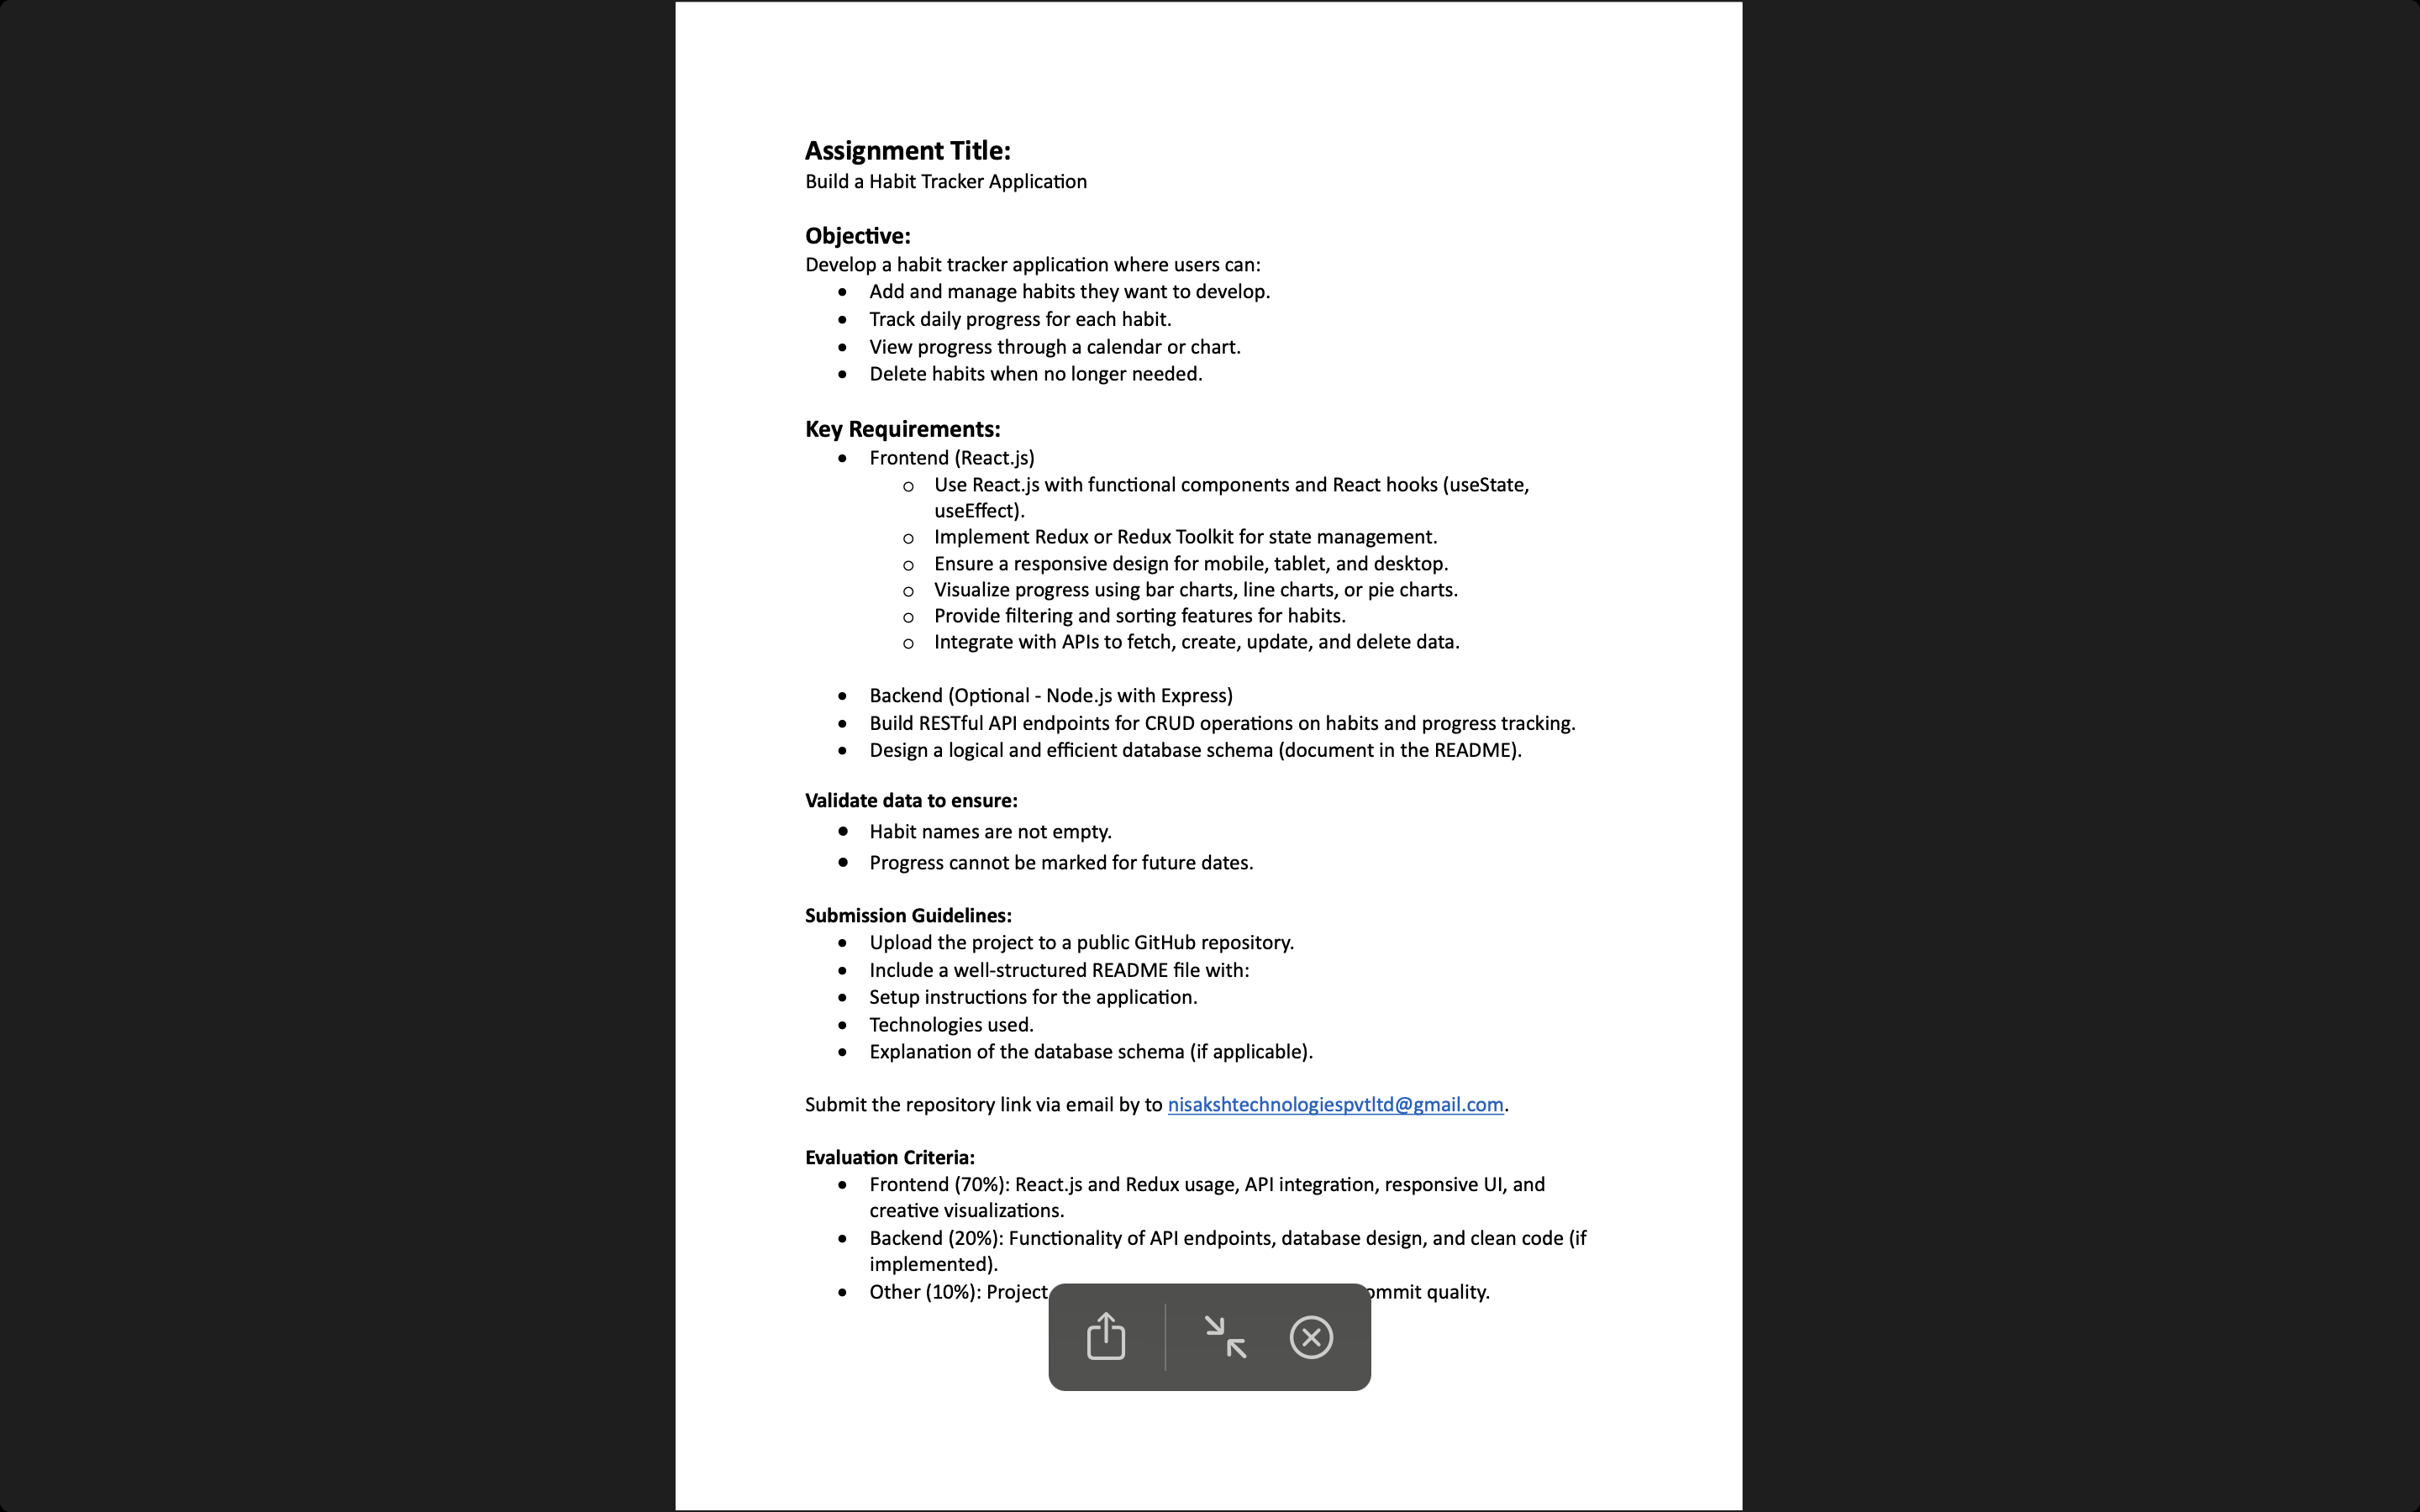 Assignment Title:
Build a Habit Tracker Application
Objective:
Develop a habit tracker application where users can:
• Add and manage habits they want to develop.
• Track daily progress for each habit.
• View progress through a calendar or chart.
• Delete habits when no longer needed.
Key Requirements:
• Frontend (React.js)
o Use React.js with functional components and React hooks (useState,
useEffect).
o Implement Redux or Redux Toolkit for state management.
o Ensure a responsive design for mobile, tablet, and desktop.
o Visualize progress using bar charts, line charts, or pie charts.
o Provide filtering and sorting features for habits.
o Integrate with APIs to fetch, create, update, and delete data.
• Backend (Optional - Node.js with Express)
• Build RESTful API endpoints for CRUD operations on habits and progress tracking.
• Design a logical and efficient database schema (document in the README).
Validate data to ensure:
• Habit names are not empty.
• Progress cannot be marked for future dates.
Submission Guidelines:
• Upload the project to a public GitHub repository.
• Include a well-structured README file with:
• Setup instructions for the application.
• Technologies used.
• Explanation of the database schema (if applicable).
Submit the repository link via email by to nisakshtechnologiespvtltd@gmail.com.
Evaluation Criteria:
• Frontend (70%): React.js and Redux usage, API integration, responsive UI, and
creative visualizations.
• Backend (20%): Functionality of API endpoints, database design, and clean code (if
implemented).
• Other (10%): Project ommit quality.